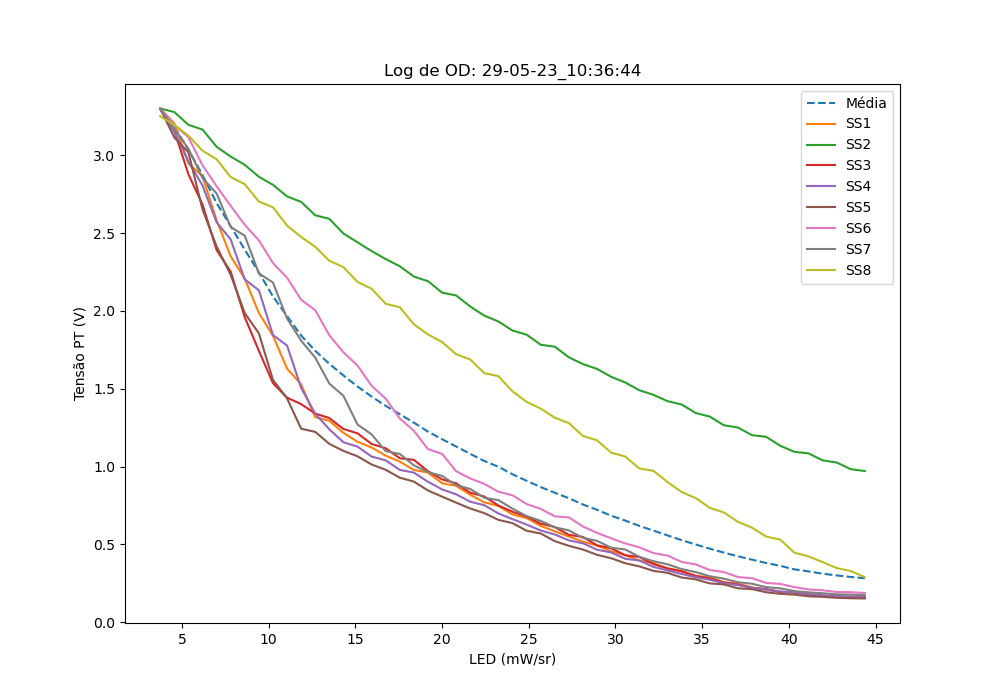 Log de OD: 29-05-23_10:36:44
Tensão PT (V)
3.0
2.5
2.0
1.5
1.0
0.5
0.0
5 10 15 20 25 30 35 40 45
LED (mW/sr)
Média
SS1
SS2
SS3
SS4
SS5
SS6
SS7
SS8